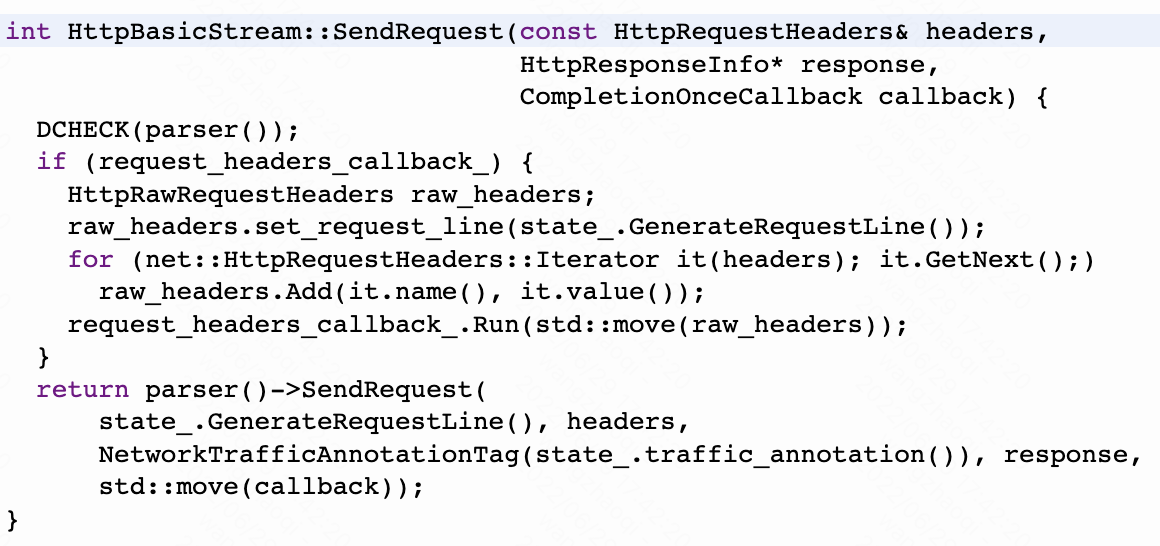 int HttpBasicStream::SendRequest(const HttpRequestHeaders& headers,
                                 HttpResponseInfo* response,
                                 CompletionOnceCallback callback) {
  DCHECK(parser());
  if (request_headers_callback_) {
    HttpRawRequestHeaders raw_headers;
    raw_headers.set_request_line(state_.GenerateRequestLine());
    for (net::HttpRequestHeaders::Iterator it(headers); it.GetNext();)
      raw_headers.Add(it.name(), it.value());
    request_headers_callback_.Run(std::move(raw_headers));
  }
  return parser()->SendRequest(
      state_.GenerateRequestLine(), headers,
      NetworkTrafficAnnotationTag(state_.traffic_annotation()), response,
      std::move(callback));
}